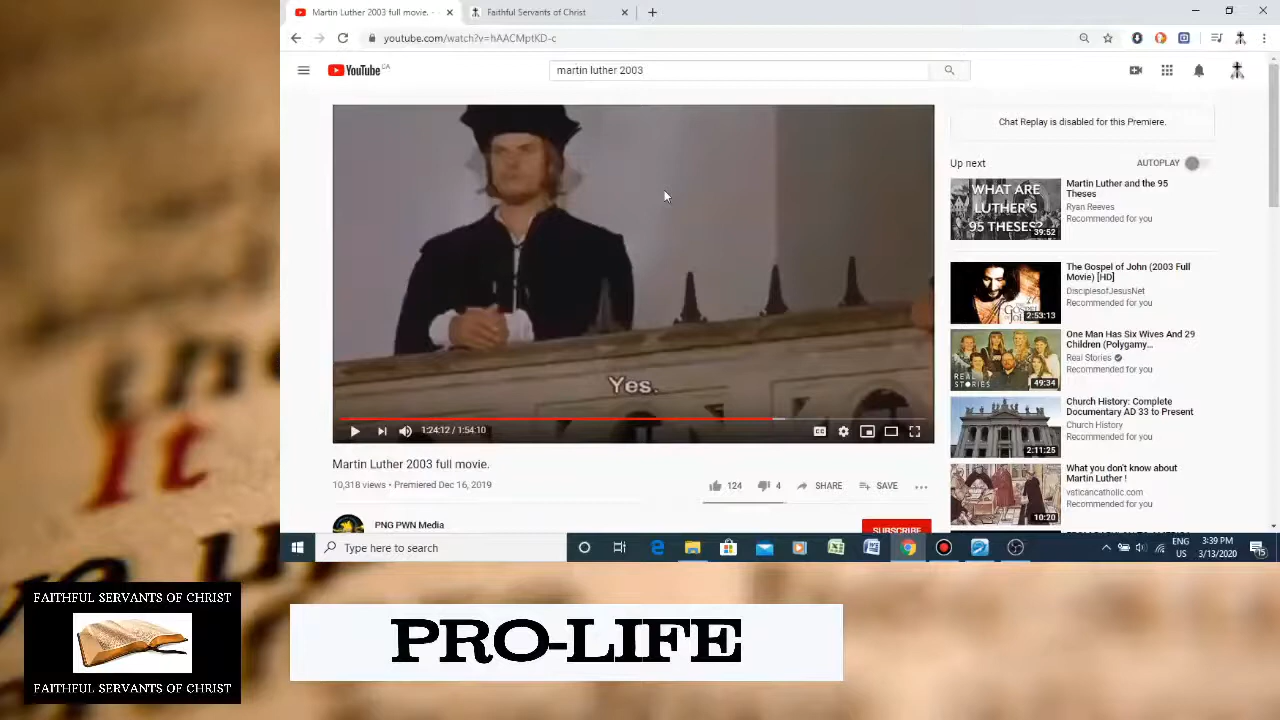 Martin Luther 2003 full movie.
Faithful Servants of Christ
youtube.com/watch?v=hAACMptKD-c
YouTube CA
martin luther 2003
Chat Replay is disabled for this Premiere.
Up next
AUTOPLAY
WHAT ARE
LUTHER'S
95 THESES?
39:52
Martin Luther and the 95
Theses
Ryan Reeves
Recommended for you
2:53:13
The Gospel of John (2003 Full
Movie) [HD]
DisciplesofJesusNet
Recommended for you
REAL
STORIES
49:34
One Man Has Six Wives And 29
Children (Polygamy...
Real Stories
Recommended for you
2:11:25
Church History: Complete
Documentary AD 33 to Present
Church History
Recommended for you
10:20
What you don't know about
Martin Luther !
vaticancatholic.com
Recommended for you
Yes.
1:24:12 / 1:54:10
Martin Luther 2003 full movie.
10,318 views • Premiered Dec 16, 2019
124
4
SHARE
SAVE
PNG PWN Media
SUBSCRIBE
Type here to search
ENG
US
3:39 PM
3/13/2020
15
It
FAITHFUL SERVANTS OF CHRIST
FAITHFUL SERVANTS OF CHRIST
PRO-LIFE